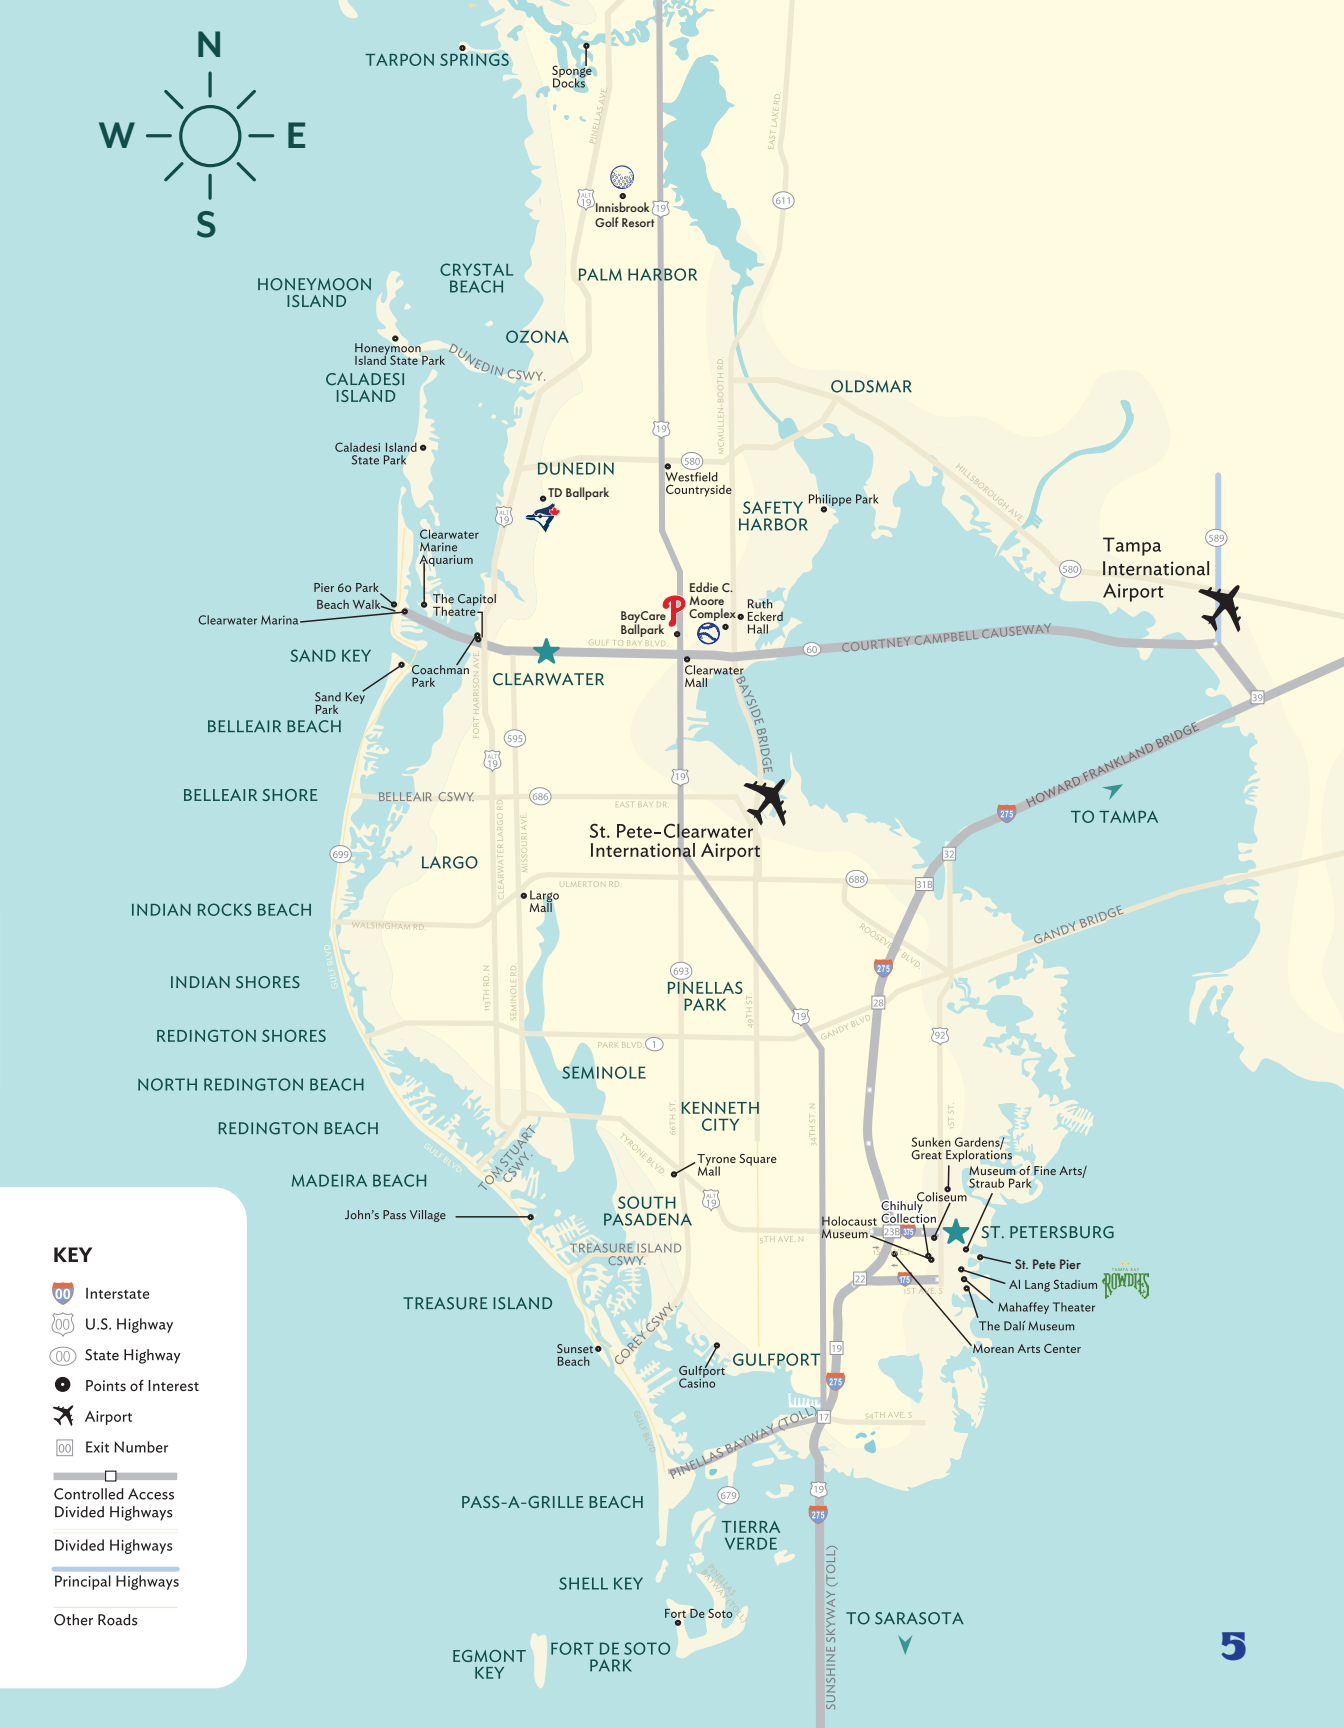 N
W
E
S
TARPON SPRINGS
Sponge
Docks
PINELLAS AVE.
EAST LAKE RD.
ALT
19
Innisbrook
Golf Resort
19
611
HONEYMOON
ISLAND
CRYSTAL
BEACH
PALM HARBOR
OZONA
Honeymoon
Island State Park
DUNEDIN CSWY.
CALADESI
ISLAND
MCMULLEN-BOOTH RD.
OLDSMAR
19
Caladesi Island
State Park
DUNEDIN
580
Westfield
Countryside
HILLSBOROUGH AVE.
TD Ballpark
SAFETY
HARBOR
Philippe Park
ALT
19
Clearwater
Marine
Aquarium
589
Tampa
International
Airport
580
Pier 60 Park
Beach Walk
Clearwater Marina
The Capitol
Theatre
Eddie C.
Moore
Complex
P
BayCare
Ballpark
Ruth
Eckerd
Hall
GULF TO BAY BLVD.
60
COURTNEY CAMPBELL CAUSEWAY
SAND KEY
Coachman
Park
CLEARWATER
Clearwater
Mall
Sand Key
Park
FORT HARRISON AVE.
BAYSIDE BRIDGE
39
BELLEAIR BEACH
595
ALT
19
19
HOWARD FRANKLAND BRIDGE
BELLEAIR SHORE
BELLEAIR CSWY.
686
EAST BAY DR.
275
TO TAMPA
St. Pete-Clearwater
International Airport
699
LARGO
CLEARWATER LARGO RD.
MISSOURI AVE.
32
31B
688
ULMERTON RD.
Largo
Mall
INDIAN ROCKS BEACH
WALSINGHAM RD.
GANDY BRIDGE
ROOSEVELT BLVD.
GULF BLVD.
INDIAN SHORES
113TH RD. N
SEMINOLE RD.
693
PINELLAS
PARK
49TH ST.
275
28
19
GANDY BLVD.
92
REDINGTON SHORES
PARK BLVD.
1
NORTH REDINGTON BEACH
SEMINOLE
REDINGTON BEACH
KENNETH
CITY
66TH ST.
34TH ST. N
1ST ST.
GULF BLVD.
TOM STUART
CSWY.
TYRONE BLVD.
Tyrone Square
Mall
Sunken Gardens/
Great Explorations
Museum of Fine Arts/
Straub Park
MADEIRA BEACH
John's Pass Village
SOUTH
PASADENA
ALT
19
Coliseum
Chihuly
Collection
Holocaust
Museum
23B
375
ST. PETERSBURG
5TH AVE. N
TREASURE ISLAND
CSWY.
St. Pete Pier
Al Lang Stadium
TAMPA BAY
ROWDIES
22
175
1ST AVE. S
Mahaffey Theater
The Dalí Museum
Morean Arts Center
TREASURE ISLAND
COREY CSWY.
Sunset
Beach
Gulfport
Casino
GULFPORT
19
275
GULF BLVD.
17
54TH AVE. S
PINELLAS BAYWAY (TOLL)
679
19
275
PASS-A-GRILLE BEACH
TIERRA
VERDE
SHELL KEY
PINELLAS
BAYWAY (TOLL)
Fort De Soto
FORT DE SOTO
PARK
EGMONT
KEY
SUNSHINE SKYWAY (TOLL)
TO SARASOTA
KEY
00
Interstate
00
U.S. Highway
00
State Highway
Points of Interest
Airport
00
Exit Number
Controlled Access
Divided Highways
Divided Highways
Principal Highways
Other Roads
5